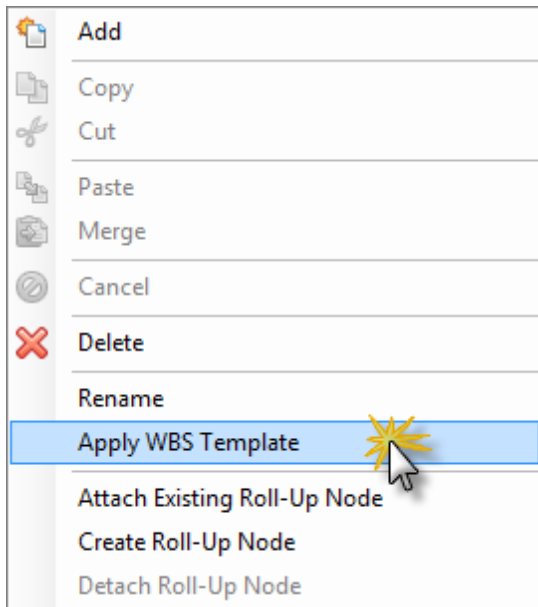 Add
Copy
Cut
Paste
Merge
Cancel
Delete
Rename
Apply WBS Template
Attach Existing Roll-Up Node
Create Roll-Up Node
Detach Roll-Up Node